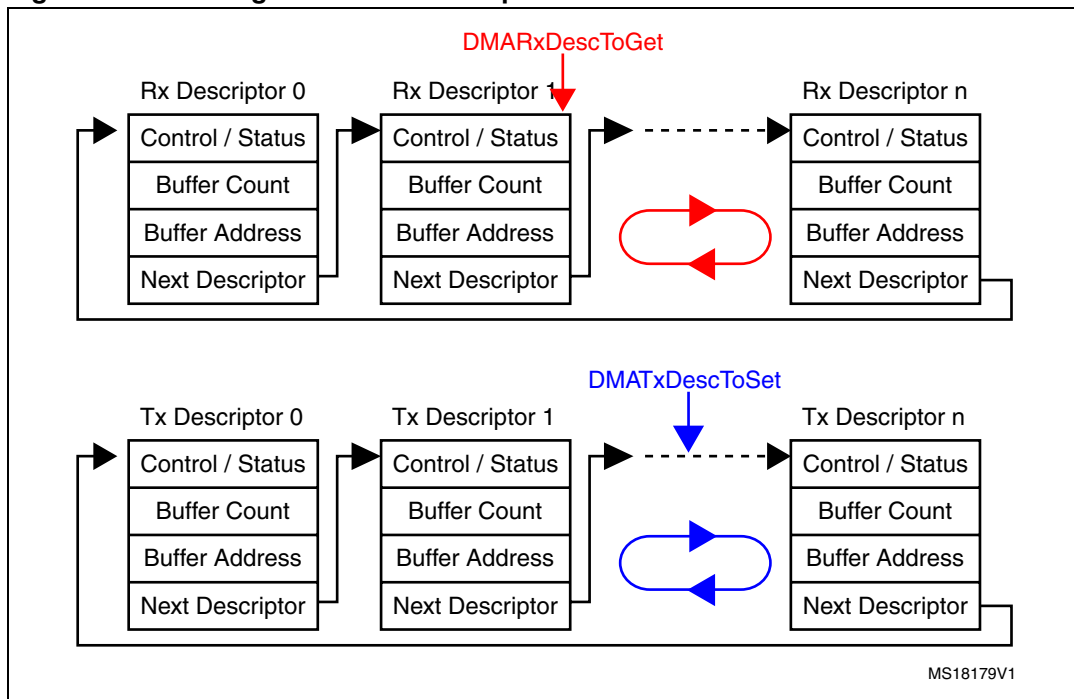 DMARxDescToGet
Rx Descriptor 0 Rx Descriptor 1 Rx Descriptor n
Control / Status Control / Status Control / Status
Buffer Count Buffer Count Buffer Count
Buffer Address Buffer Address Buffer Address
Next Descriptor Next Descriptor Next Descriptor
DMATxDescToSet
Tx Descriptor 0 Tx Descriptor 1 Tx Descriptor n
Control / Status Control / Status Control / Status
Buffer Count Buffer Count Buffer Count
Buffer Address Buffer Address Buffer Address
Next Descriptor Next Descriptor Next Descriptor
MS18179V1